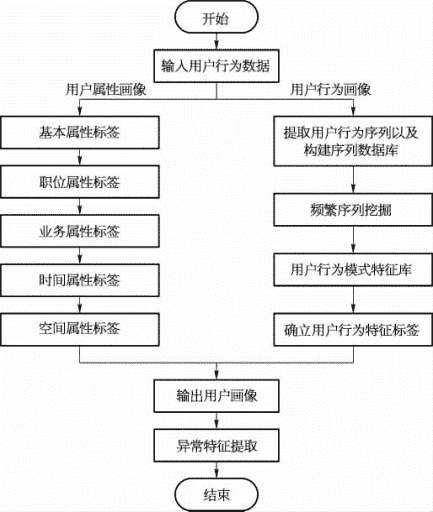 开始
输入用户行为数据
用户属性画像
用户行为画像
基本属性标签
职位属性标签
业务属性标签
时间属性标签
空间属性标签
提取用户行为序列以及
构建序列数据库
频繁序列挖掘
用户行为模式特征库
确立用户行为特征标签
输出用户画像
异常特征提取
结束